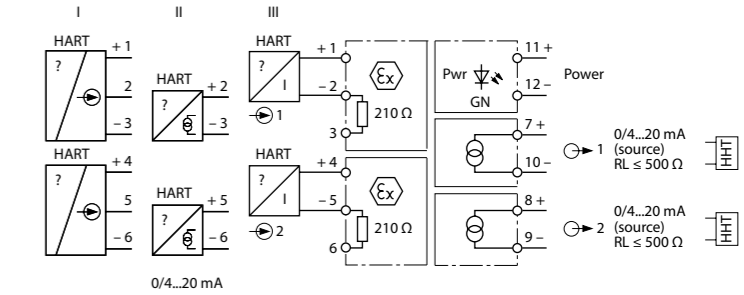 I II III
HART HART
+ 1 + 1 11 +
? HART ? Pwr Power
2 + 2 I – 2 12 –
? GN
– 3 – 3 1 210 Ω
3 7 + 0/4...20 mA
1 (source)
HART HART 10 – RL ≤ 500 Ω HHT
+ 4 + 4
? HART ?
5 + 5 I – 5 8 + 0/4...20 mA
? 2 (source)
– 6 – 6 2 210 Ω 9 – RL ≤ 500 Ω HHT
6
0/4...20 mA